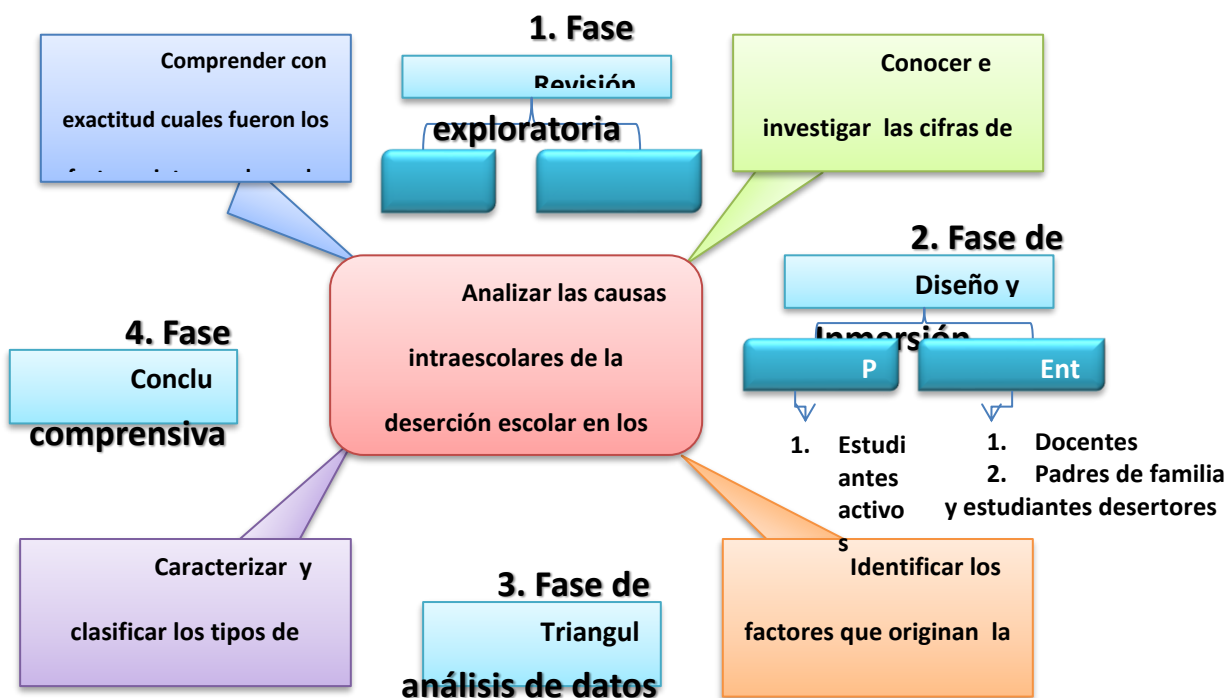 1. Fase
exploratoria
Revisión
Comprender con
exactitud cuales fueron los
Conocer e
investigar las cifras de
2. Fase de
Inmersión
Diseño y
P
Ent
1. Estudi
antes
activo
s
1. Docentes
2. Padres de familia
y estudiantes desertores
Analizar las causas
intraescolares de la
deserción escolar en los
4. Fase
comprensiva
Conclu
Caracterizar y
clasificar los tipos de
3. Fase de
análisis de datos
Triangul
Identificar los
factores que originan la